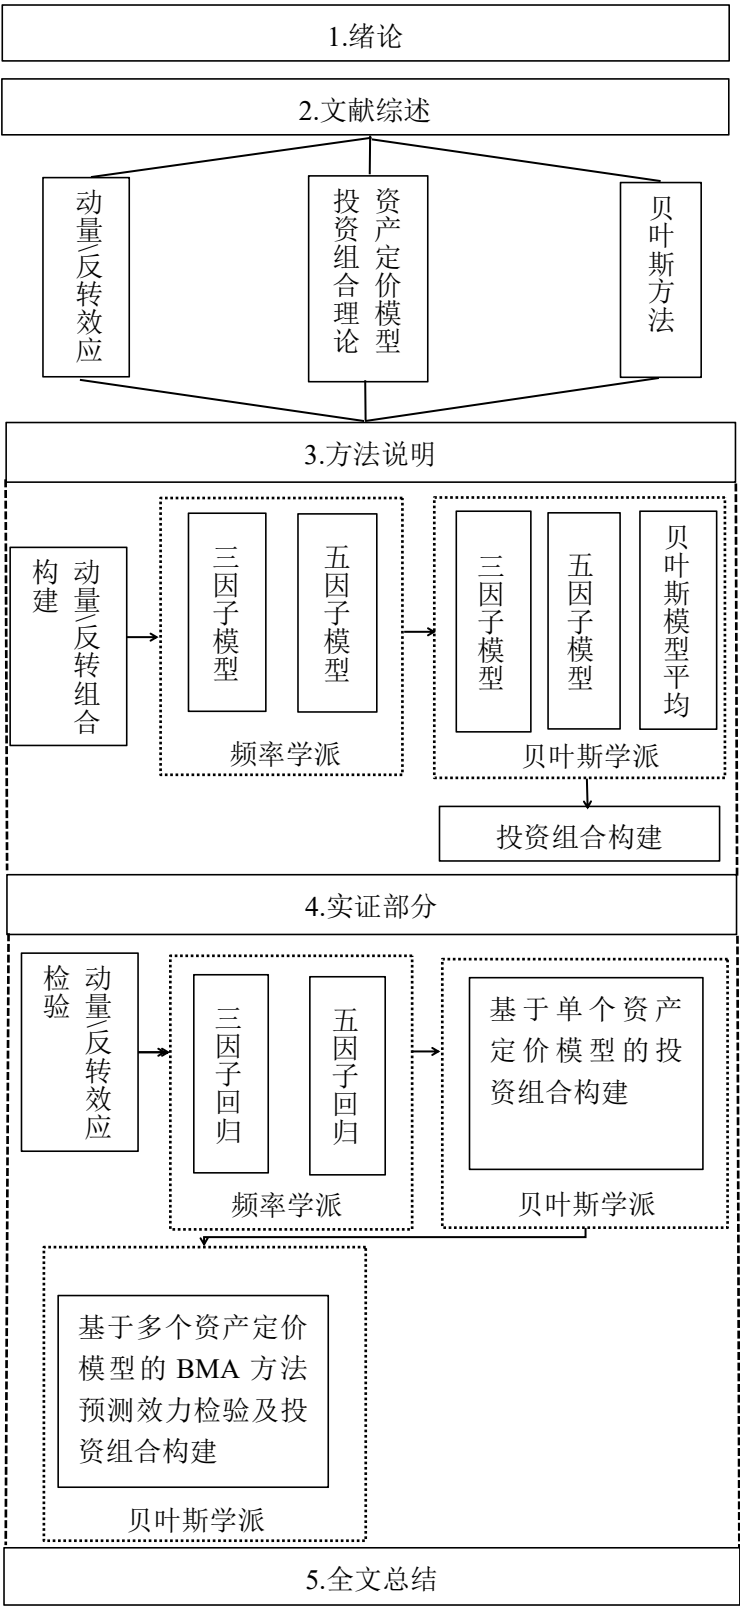 1.绪论
2.文献综述
动量\反转效应
资产定价模型
投资组合理论
贝叶斯方法
3.方法说明
动量\反转组合
构建
三因子模型
五因子模型
频率学派
三因子模型
五因子模型
贝叶斯模型平均
贝叶斯学派
投资组合构建
4.实证部分
动量\反转效应
检验
三因子回归
五因子回归
频率学派
基于单个资产
定价模型的投
资组合构建
贝叶斯学派
基于多个资产定价
模型的 BMA 方法
预测效力检验及投
资组合构建
贝叶斯学派
5.全文总结